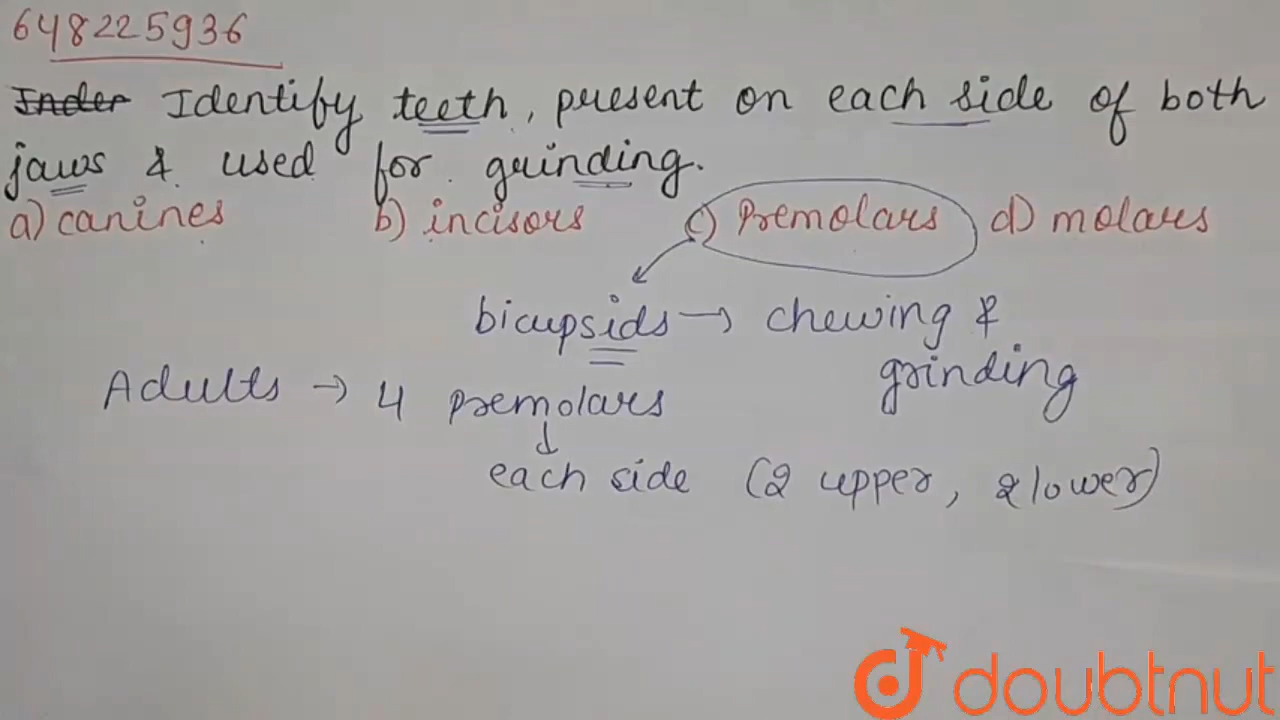 648225936
Inder Identify teeth, present on each side of both
jaws & used for grinding.
a) canines b) incisors c) Premolars d) molars
bicupsids → chewing &
grinding
Adults → 4 premolars
↓
each side (2 upper, 2 lower)
doubtnut